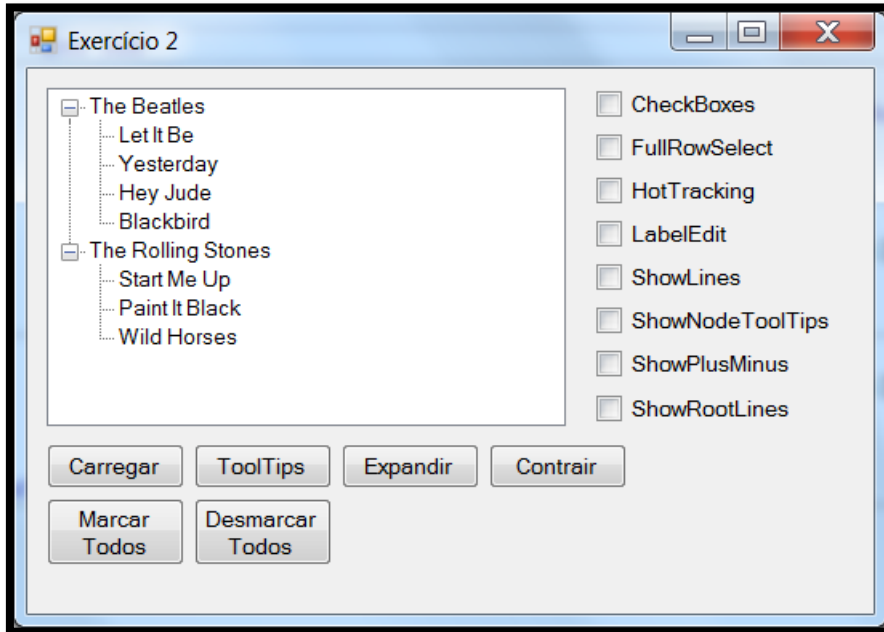 Exercício 2
The Beatles
Let It Be
Yesterday
Hey Jude
Blackbird
The Rolling Stones
Start Me Up
Paint It Black
Wild Horses
CheckBoxes
FullRowSelect
HotTracking
LabelEdit
ShowLines
ShowNodeToolTips
ShowPlusMinus
ShowRootLines
Carregar
ToolTips
Expandir
Contrair
Marcar
Todos
Desmarcar
Todos